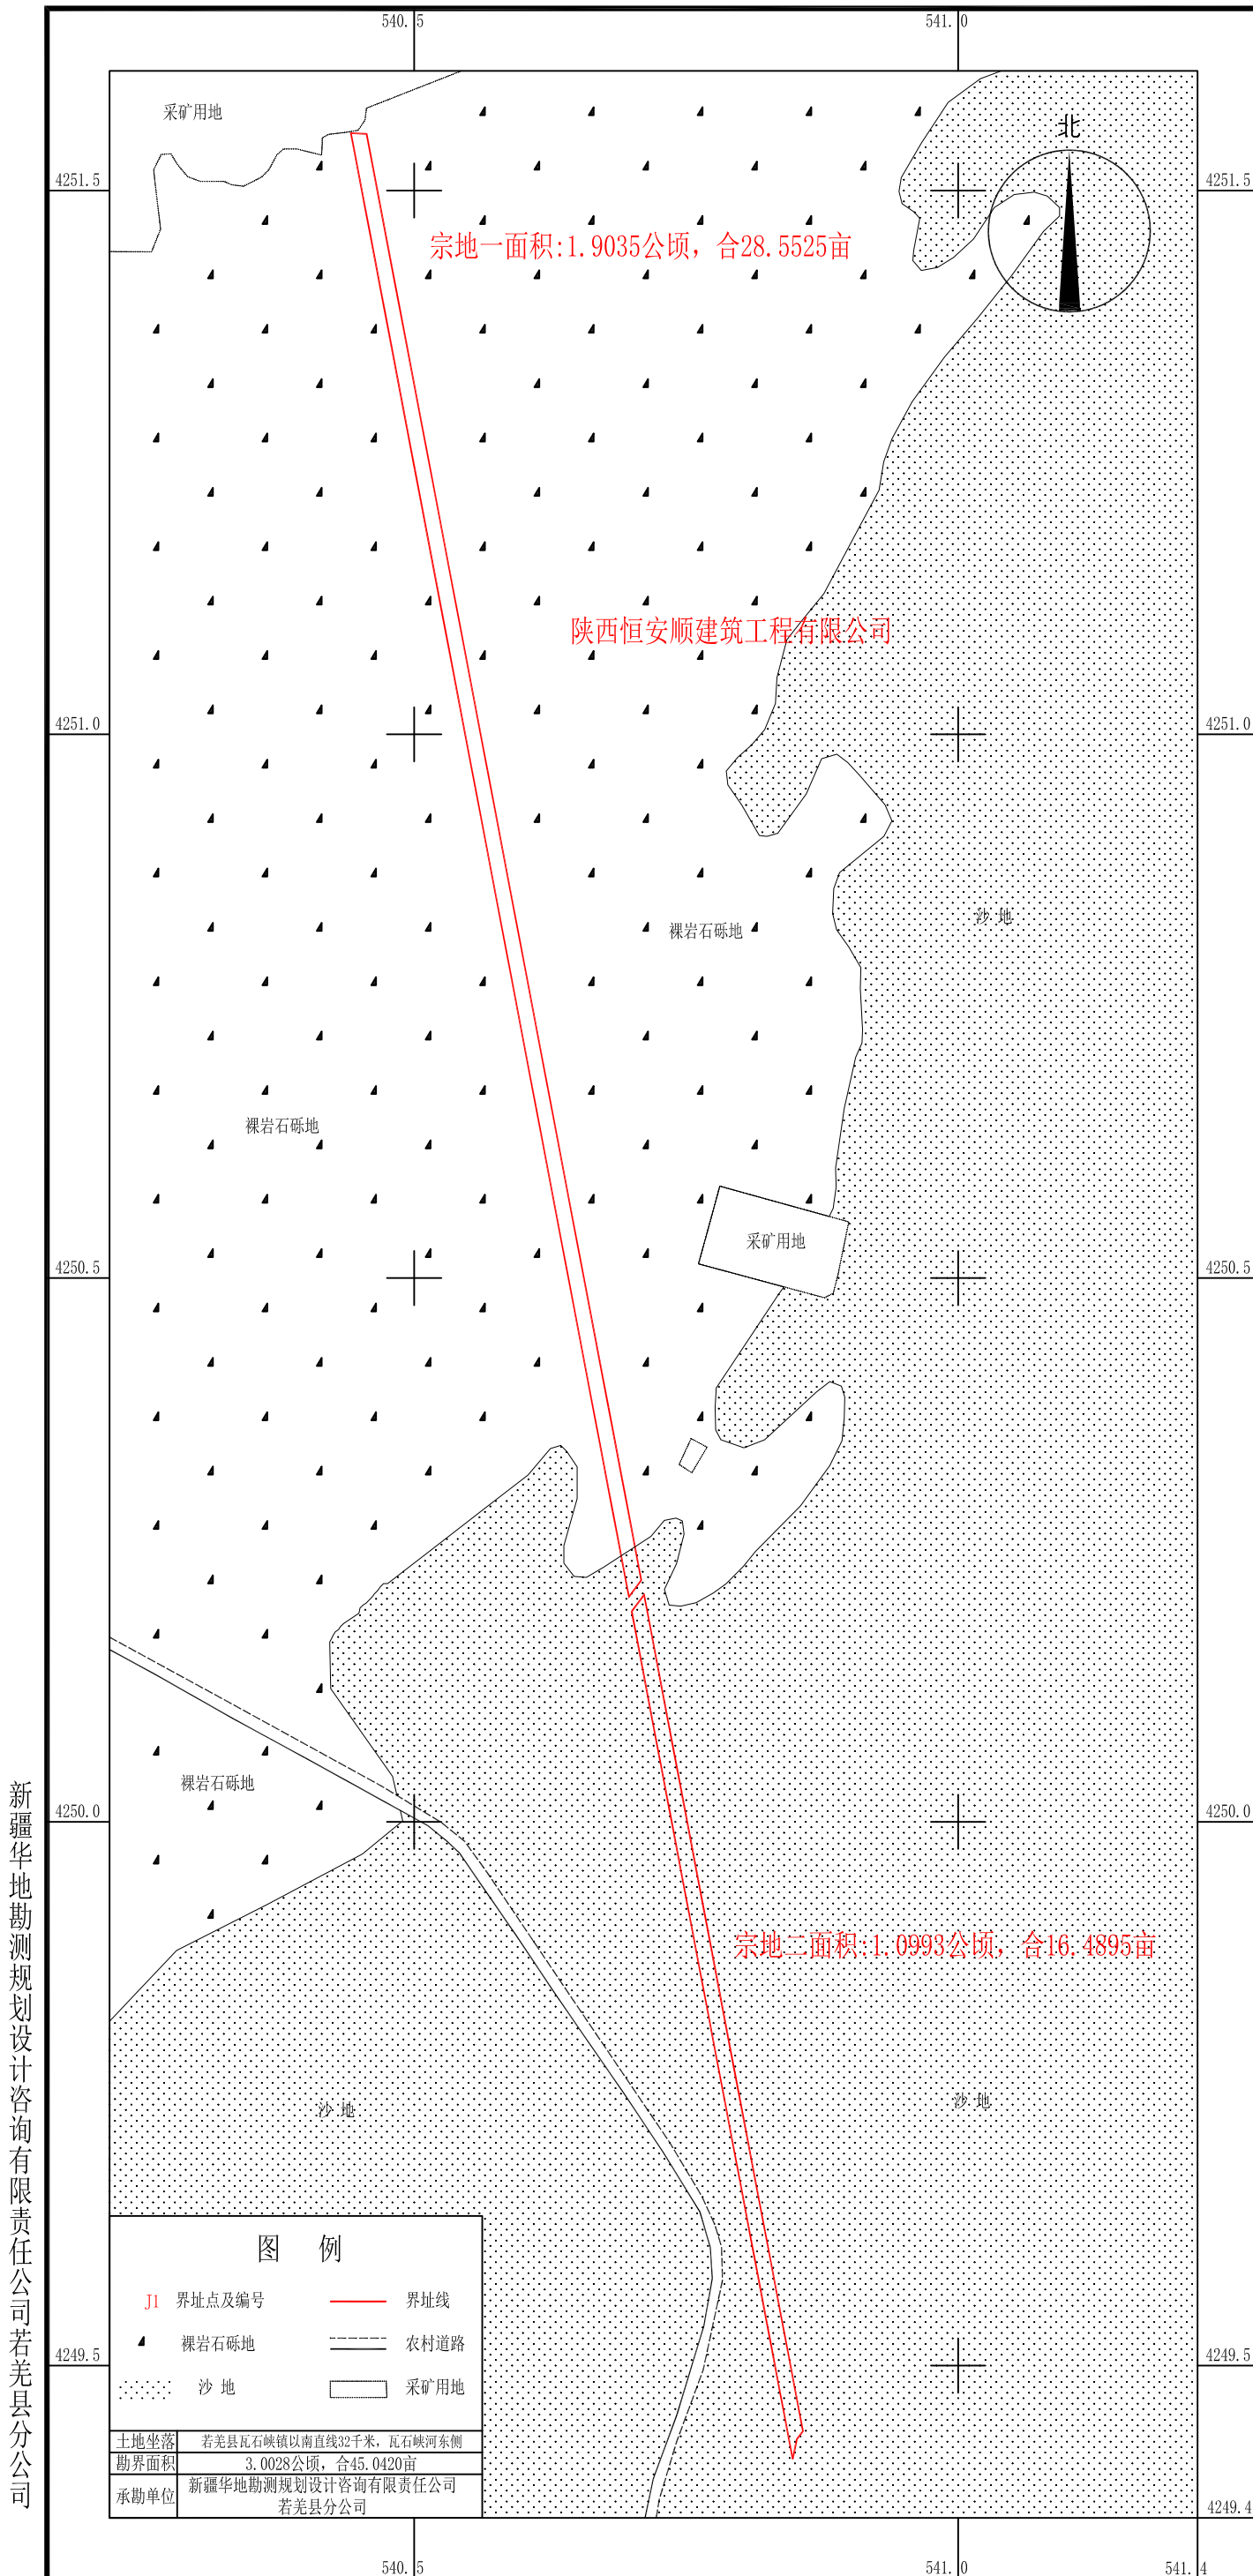 540.5
541.0
采矿用地
北
4251.5
4251.5
宗地一面积:1.9035公顷，合28.5525亩
陕西恒安顺建筑工程有限公司
4251.0
4251.0
沙 地
裸岩石砾地
裸岩石砾地
采矿用地
4250.5
4250.5
裸岩石砾地
4250.0
4250.0
宗地二面积:1.0993公顷，合16.4895亩
沙 地
沙 地
新疆华地勘测规划设计咨询有限责任公司若羌县分公司
图 例
J1 界址点及编号
界址线
裸岩石砾地
农村道路
沙 地
采矿用地
4249.5
4249.5
土地坐落 若羌县瓦石峡镇以南直线32千米，瓦石峡河东侧
勘界面积 3.0028公顷，合45.0420亩
承勘单位 新疆华地勘测规划设计咨询有限责任公司
若羌县分公司
4249.4
540.5
541.0
541.14